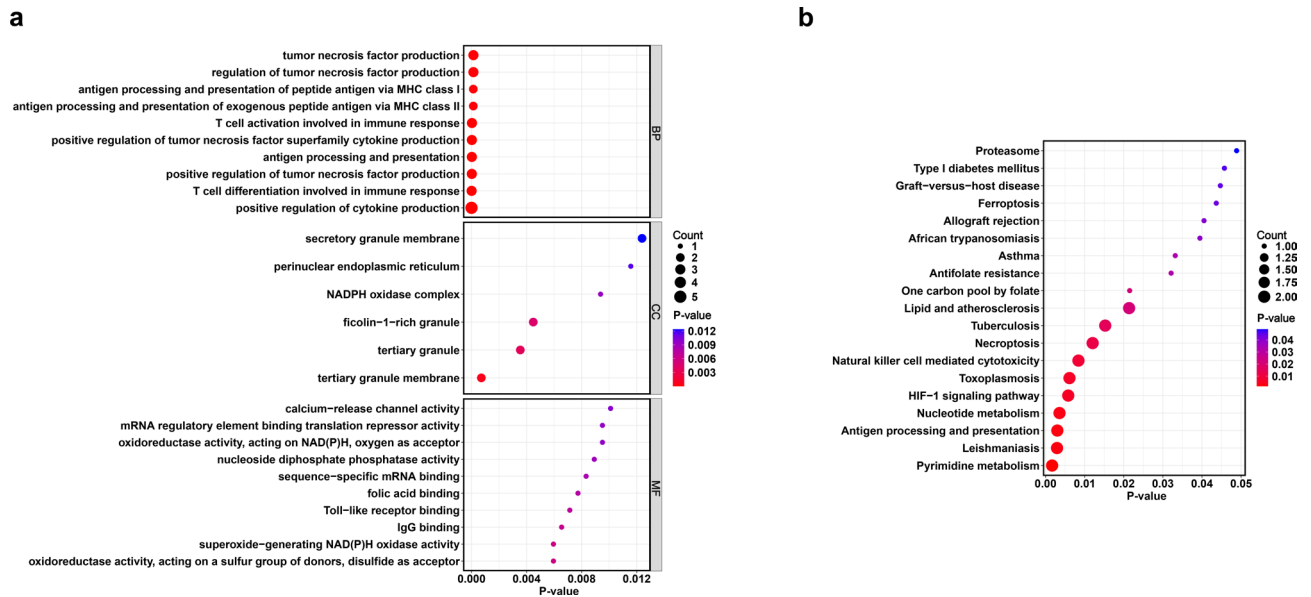 a
tumor necrosis factor production
regulation of tumor necrosis factor production
antigen processing and presentation of peptide antigen via MHC class I
antigen processing and presentation of exogenous peptide antigen via MHC class II
T cell activation involved in immune response
positive regulation of tumor necrosis factor superfamily cytokine production
antigen processing and presentation
positive regulation of tumor necrosis factor production
T cell differentiation involved in immune response
positive regulation of cytokine production
BP
secretory granule membrane
perinuclear endoplasmic reticulum
NADPH oxidase complex
ficolin−1−rich granule
tertiary granule
tertiary granule membrane
CC
calcium−release channel activity
mRNA regulatory element binding translation repressor activity
oxidoreductase activity, acting on NAD(P)H, oxygen as acceptor
nucleoside diphosphate phosphatase activity
sequence−specific mRNA binding
folic acid binding
Toll−like receptor binding
IgG binding
superoxide−generating NAD(P)H oxidase activity
oxidoreductase activity, acting on a sulfur group of donors, disulfide as acceptor
MF
0.000 0.004 0.008 0.012
P−value
Count
1
2
3
4
5
P−value
0.012
0.009
0.006
0.003
b
Proteasome
Type I diabetes mellitus
Graft−versus−host disease
Ferroptosis
Allograft rejection
African trypanosomiasis
Asthma
Antifolate resistance
One carbon pool by folate
Lipid and atherosclerosis
Tuberculosis
Necroptosis
Natural killer cell mediated cytotoxicity
Toxoplasmosis
HIF−1 signaling pathway
Nucleotide metabolism
Antigen processing and presentation
Leishmaniasis
Pyrimidine metabolism
0.00 0.01 0.02 0.03 0.04 0.05
P−value
Count
1.00
1.25
1.50
1.75
2.00
P−value
0.04
0.03
0.02
0.01